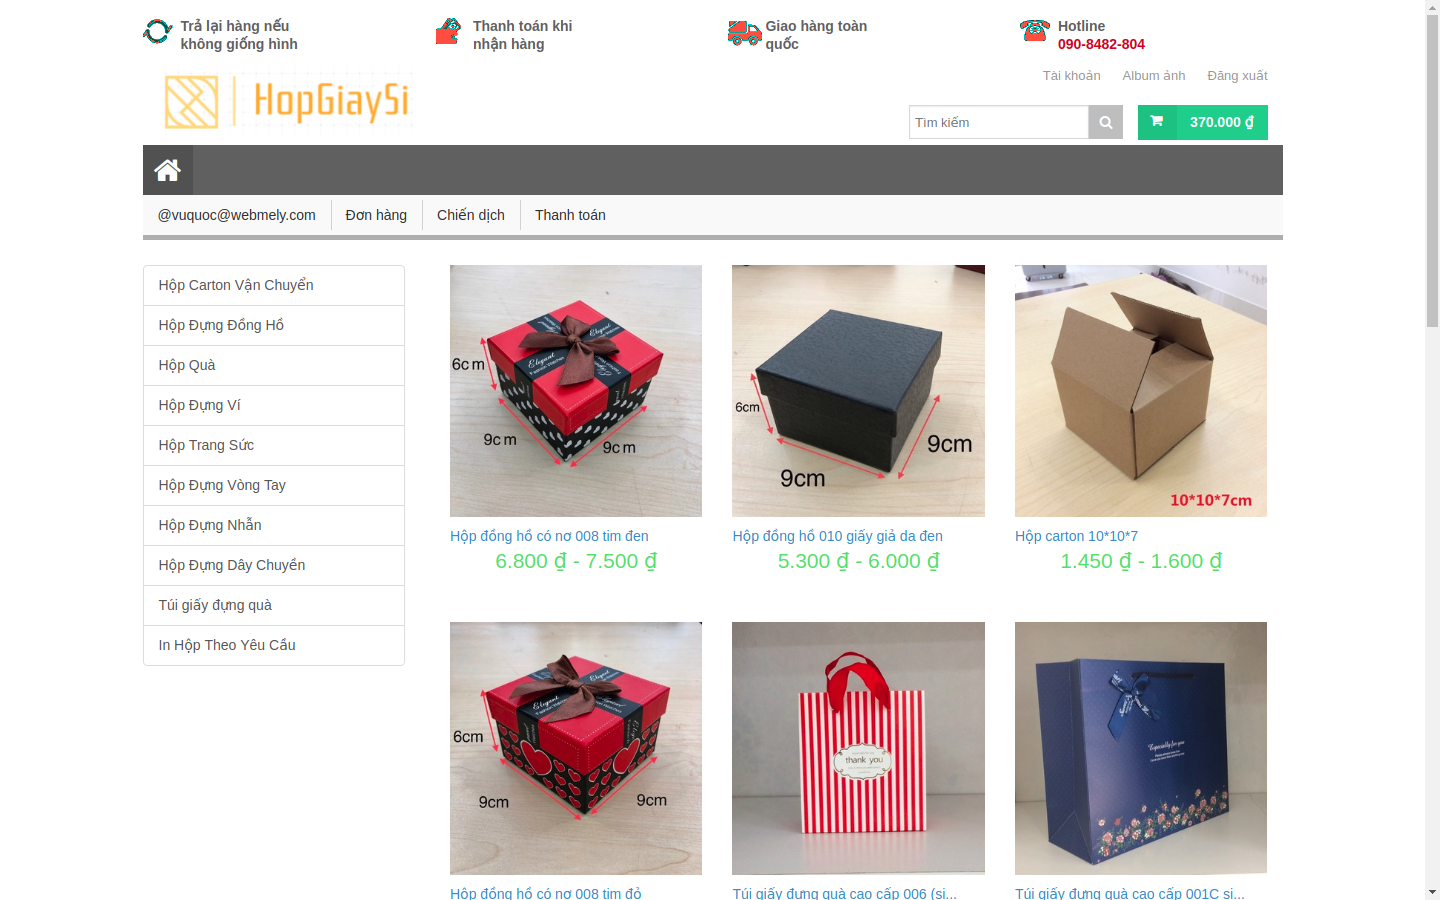 Trả lại hàng nếu
không giống hình
Thanh toán khi
nhận hàng
Giao hàng toàn
quốc
Hotline
090-8482-804
Tài khoản
Album ảnh
Đăng xuất
HopGiaySi
Tìm kiếm
370.000 ₫
@vuquoc@webmely.com
Đơn hàng
Chiến dịch
Thanh toán
Hộp Carton Vận Chuyển
Hộp Đựng Đồng Hồ
Hộp Quà
Hộp Đựng Ví
Hộp Trang Sức
Hộp Đựng Vòng Tay
Hộp Đựng Nhẫn
Hộp Đựng Dây Chuyền
Túi giấy đựng quà
In Hộp Theo Yêu Cầu
6cm
9cm
9cm
Elegant
Elegant
6cm
9cm
9cm
10*10*7cm
Hộp đồng hồ có nơ 008 tim đen
6.800 ₫ - 7.500 ₫
Hộp đồng hồ 010 giấy giả da đen
5.300 ₫ - 6.000 ₫
Hộp carton 10*10*7
1.450 ₫ - 1.600 ₫
6cm
9cm
9cm
Elegant
thank you
Especially for you
Hộp đồng hồ có nơ 008 tim đỏ
Túi giấy đựng quà cao cấp 006 (si...
Túi giấy đựng quà cao cấp 001C si...